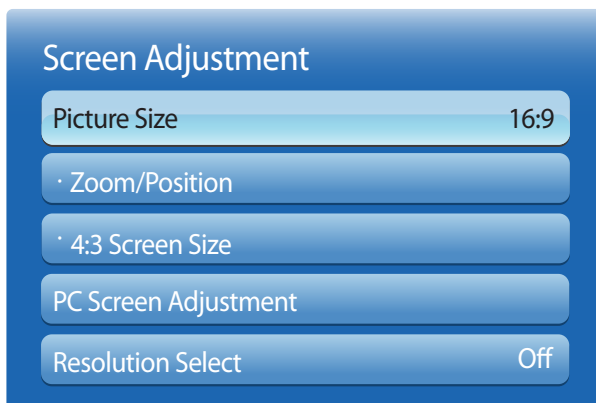 Screen Adjustment
Picture Size 16:9
· Zoom/Position
· 4:3 Screen Size
PC Screen Adjustment
Resolution Select Off